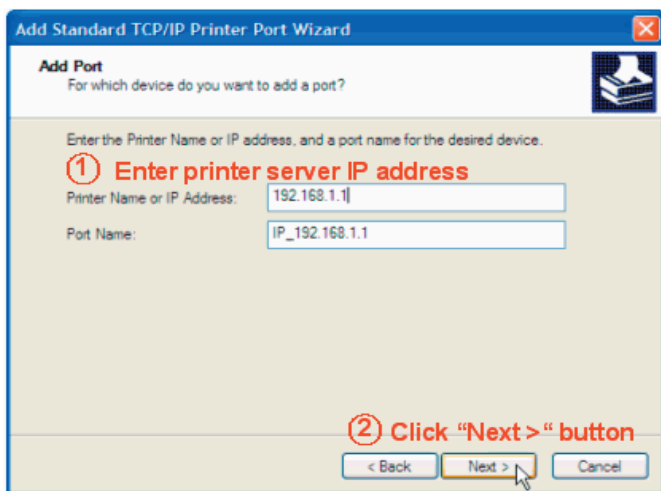 Add Standard TCP/IP Printer Port Wizard
Add Port
For which device do you want to add a port?
Enter the Printer Name or IP address, and a port name for the desired device.
1 Enter printer server IP address
Printer Name or IP Address: 192.168.1.1
Port Name: IP_192.168.1.1
2 Click “Next >“ button
< Back Next > Cancel